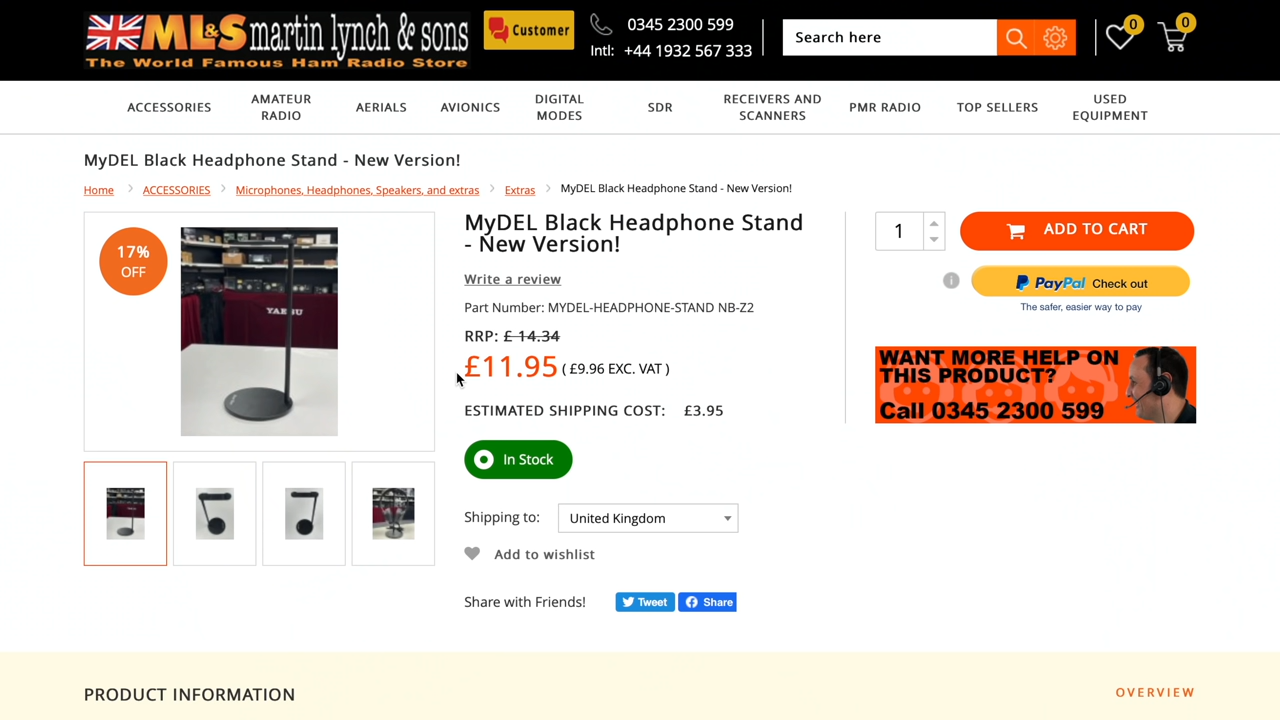 ML&S martin lynch & sons
The World Famous Ham Radio Store
Customer
0345 2300 599
Intl: +44 1932 567 333
Search here
0
0
ACCESSORIES
AMATEUR RADIO
AERIALS
AVIONICS
DIGITAL MODES
SDR
RECEIVERS AND SCANNERS
PMR RADIO
TOP SELLERS
USED EQUIPMENT
MyDEL Black Headphone Stand - New Version!
Home > ACCESSORIES > Microphones, Headphones, Speakers, and extras > Extras > MyDEL Black Headphone Stand - New Version!
17% OFF
YAESU
MyDEL Black Headphone Stand
- New Version!
Write a review
Part Number: MYDEL-HEADPHONE-STAND NB-Z2
RRP: £ 14.34
£11.95 ( £9.96 EXC. VAT )
ESTIMATED SHIPPING COST: £3.95
In Stock
Shipping to: United Kingdom
Add to wishlist
Share with Friends! Tweet Share
1
ADD TO CART
PayPal Check out
The safer, easier way to pay
WANT MORE HELP ON
THIS PRODUCT?
Call 0345 2300 599
PRODUCT INFORMATION
OVERVIEW